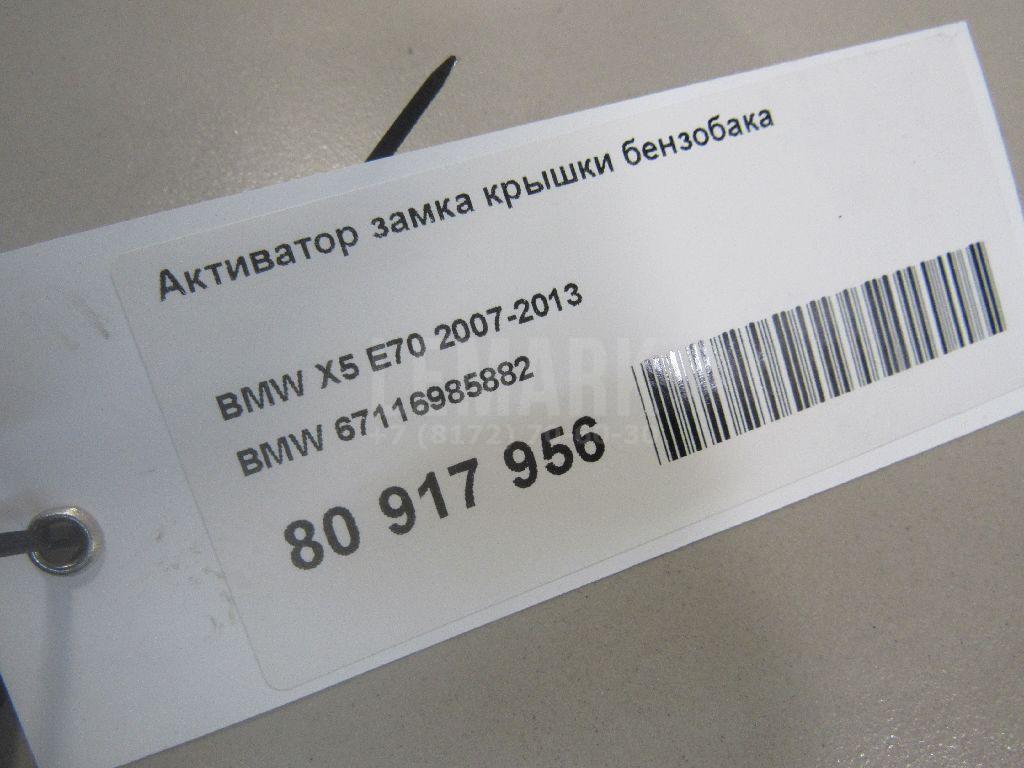 Активатор замка крышки бензобака
BMW X5 E70 2007-2013
BMW 67116985882
80 917 956